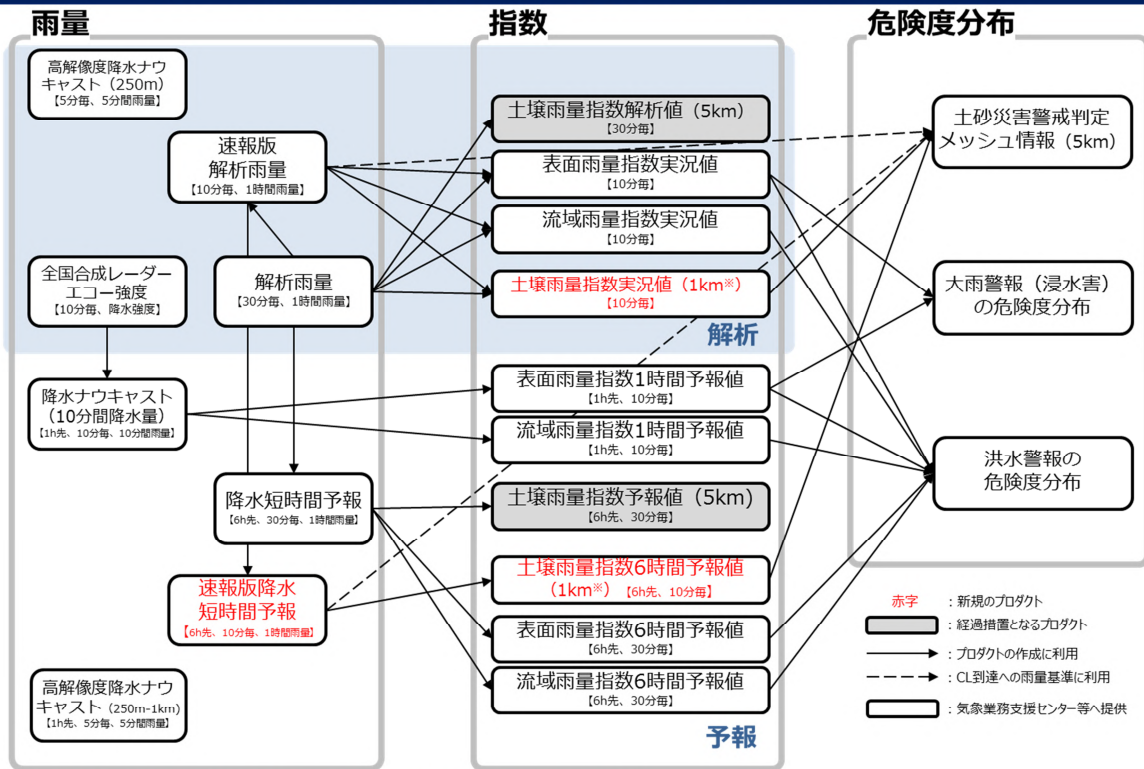 雨量
高解像度降水ナウ
キャスト（250m）
【5分毎、5分間雨量】
速報版
解析雨量
【10分毎、1時間雨量】
全国合成レーダー
エコー強度
【10分毎、降水強度】
解析雨量
【30分毎、1時間雨量】
降水ナウキャスト
（10分間降水量）
【1h先、10分毎、10分間雨量】
降水短時間予報
【6h先、30分毎、1時間雨量】
速報版降水
短時間予報
【6h先、10分毎、1時間雨量】
高解像度降水ナウ
キャスト（250m-1km）
【1h先、5分毎、5分間雨量】
指数
土壌雨量指数解析値（5km）
【30分毎】
表面雨量指数実況値
【10分毎】
流域雨量指数実況値
【10分毎】
土壌雨量指数実況値（1km※）
【10分毎】
解析
表面雨量指数1時間予報値
【1h先、10分毎】
流域雨量指数1時間予報値
【1h先、10分毎】
土壌雨量指数予報値（5km）
【6h先、30分毎】
土壌雨量指数6時間予報値
（1km※）【6h先、10分毎】
表面雨量指数6時間予報値
【6h先、30分毎】
流域雨量指数6時間予報値
【6h先、30分毎】
予報
危険度分布
土砂災害警戒判定
メッシュ情報（5km）
大雨警報（浸水害）
の危険度分布
洪水警報の
危険度分布
赤字 ：新規のプロダクト
：経過措置となるプロダクト
：プロダクトの作成に利用
：CL到達への雨量基準に利用
：気象業務支援センター等へ提供